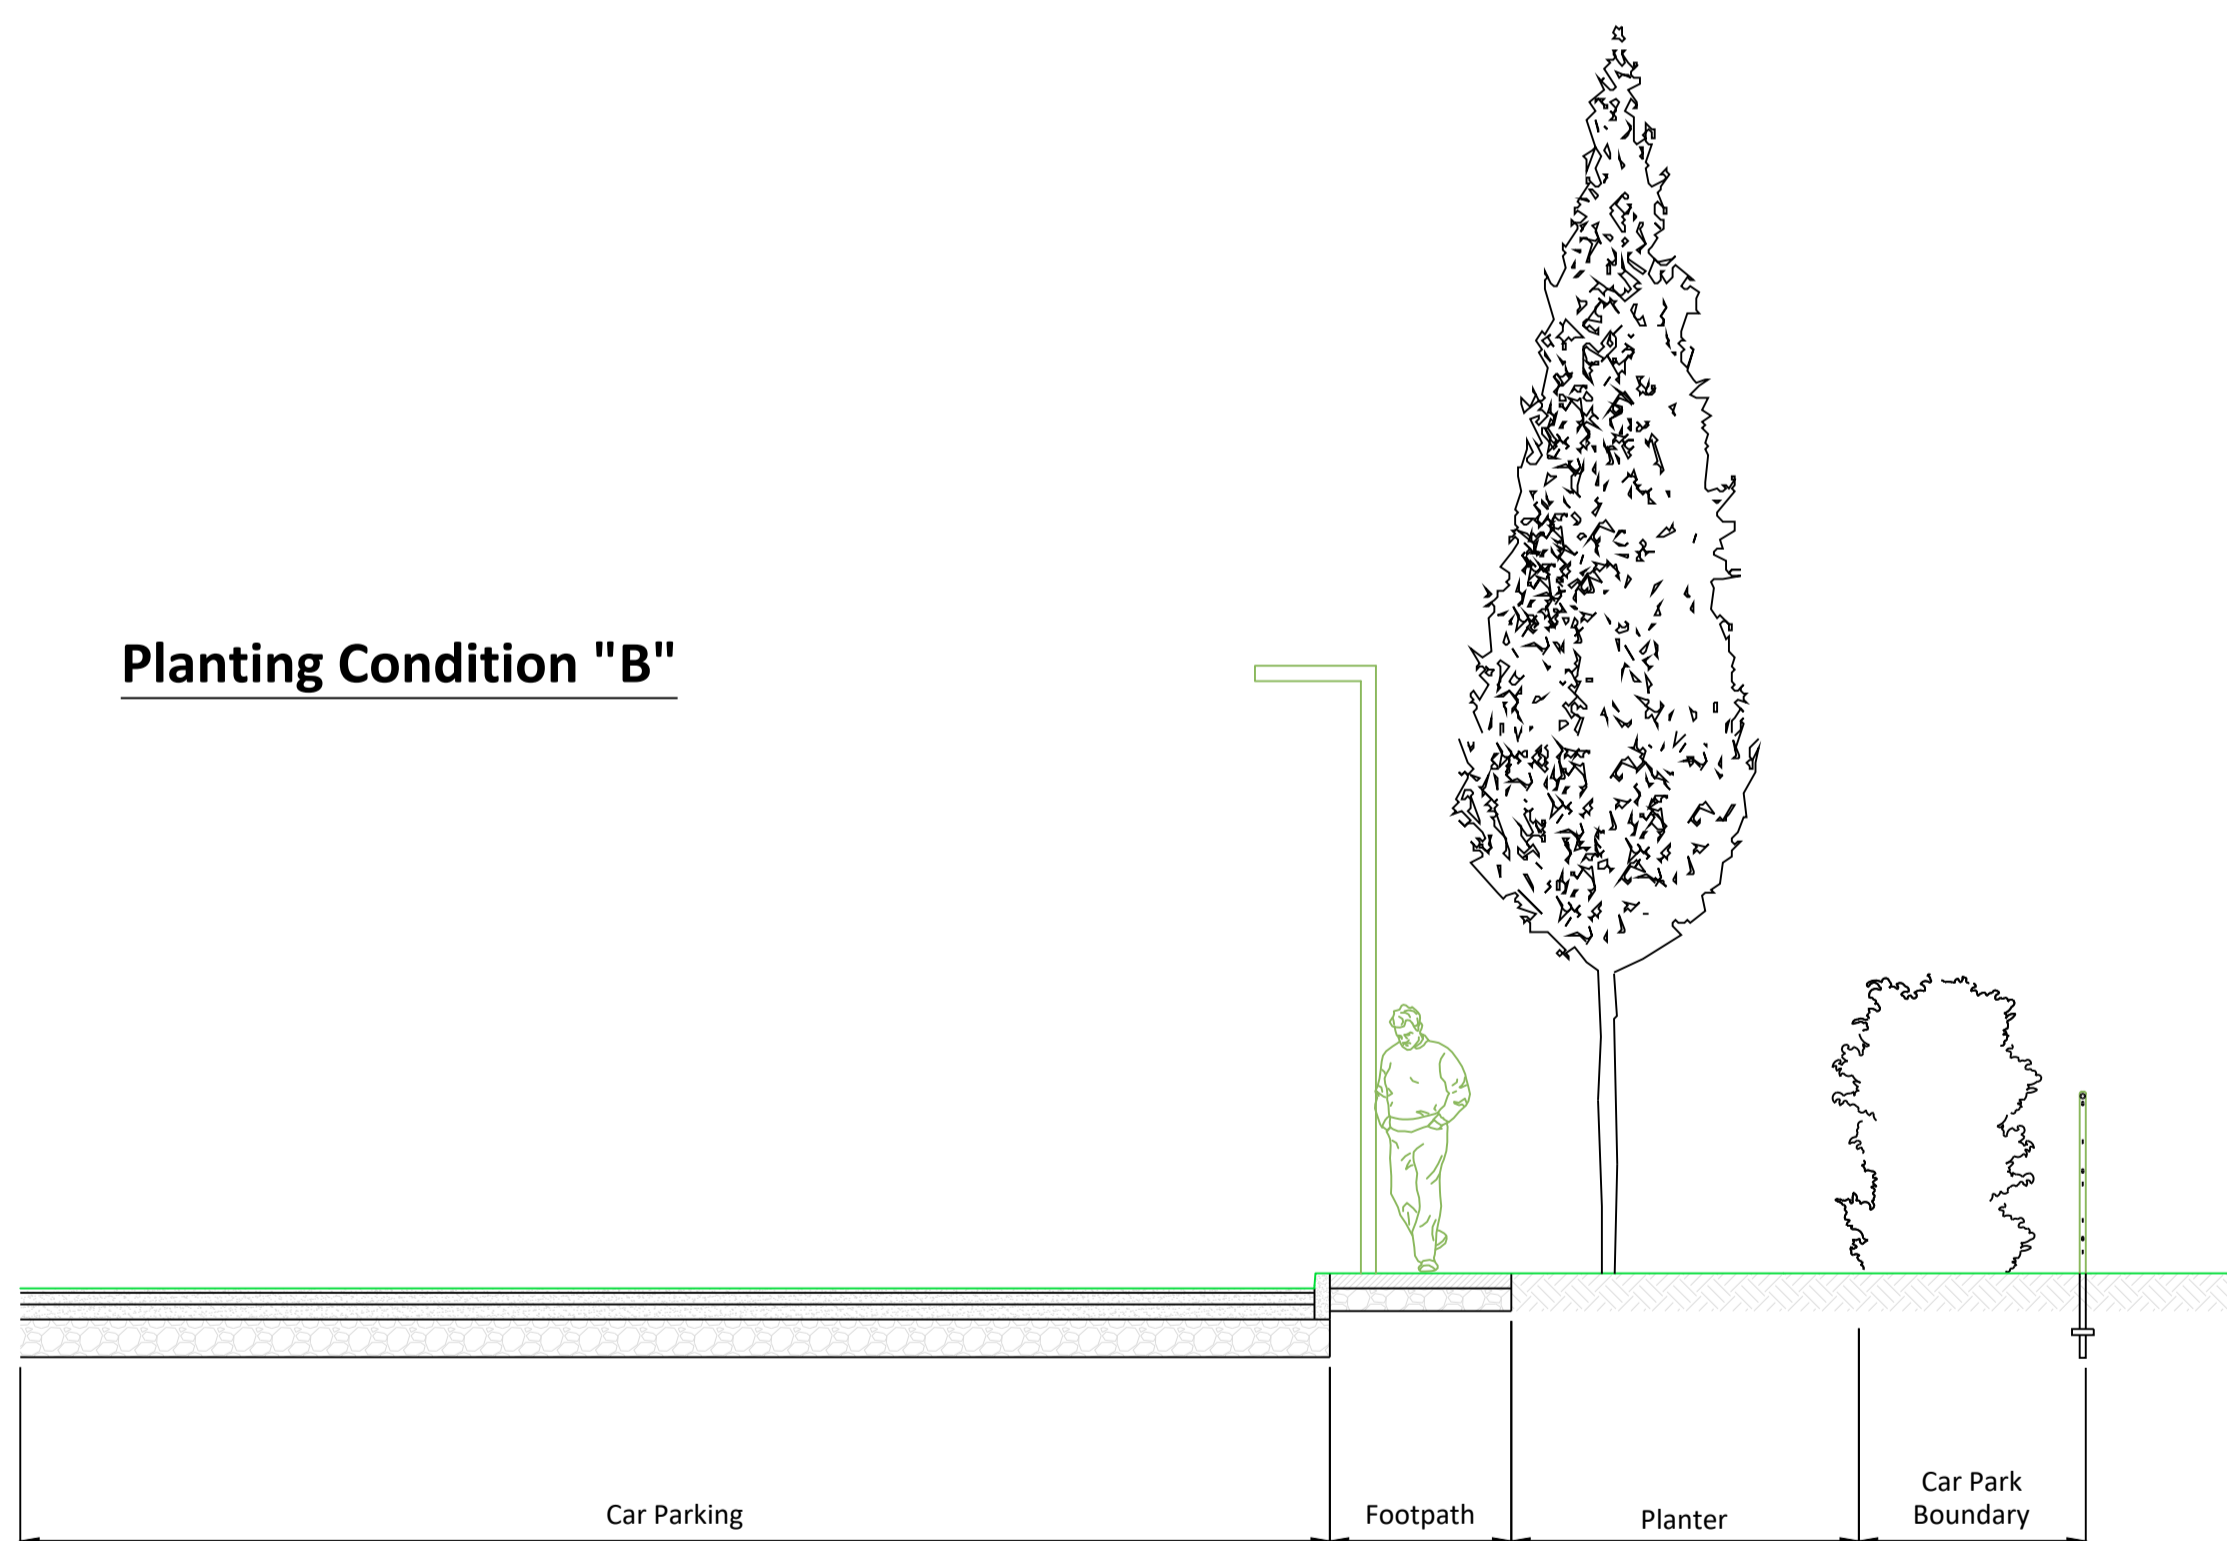 Planting Condition "B"
Car Parking
Footpath
Planter
Car Park
Boundary